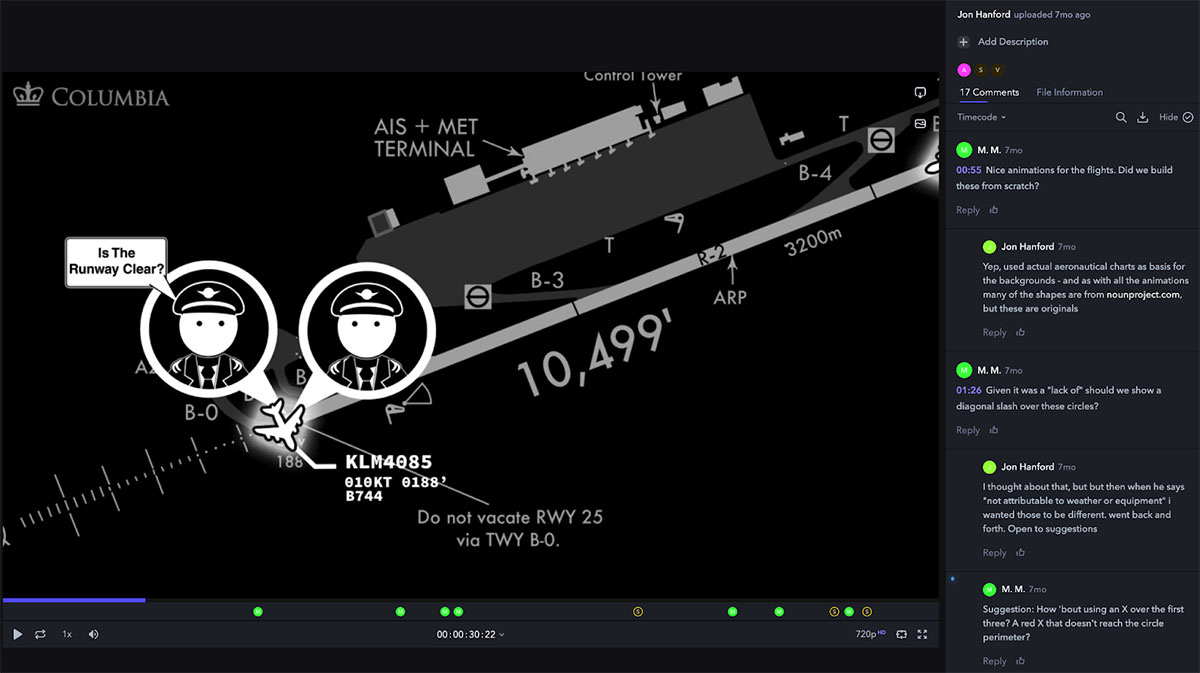 COLUMBIA
Control Tower
AIS + MET
TERMINAL
T
B-4
Is The
Runway Clear?
T
B-3
R-2
3200m
ARP
10,499'
B
B-0
188
KLM4085
010KT 0188'
B744
Do not vacate RWY 25
via TWY B-0.
1x
00:00:30:22
720p HD
Jon Hanford uploaded 7mo ago
+ Add Description
A S V
17 Comments File Information
Timecode
Hide
M M. M. 7mo
00:55 Nice animations for the flights. Did we build
these from scratch?
Reply
J Jon Hanford 7mo
Yep, used actual aeronautical charts as basis for
the backgrounds - and as with all the animations
many of the shapes are from nounproject.com,
but these are originals
Reply
M M. M. 7mo
01:26 Given it was a "lack of" should we show a
diagonal slash over these circles?
Reply
J Jon Hanford 7mo
I thought about that, but but then when he says
"not attributable to weather or equipment" i
wanted those to be different. went back and
forth. Open to suggestions
Reply
M M. M. 7mo
Suggestion: How 'bout using an X over the first
three? A red X that doesn't reach the circle
perimeter?
Reply